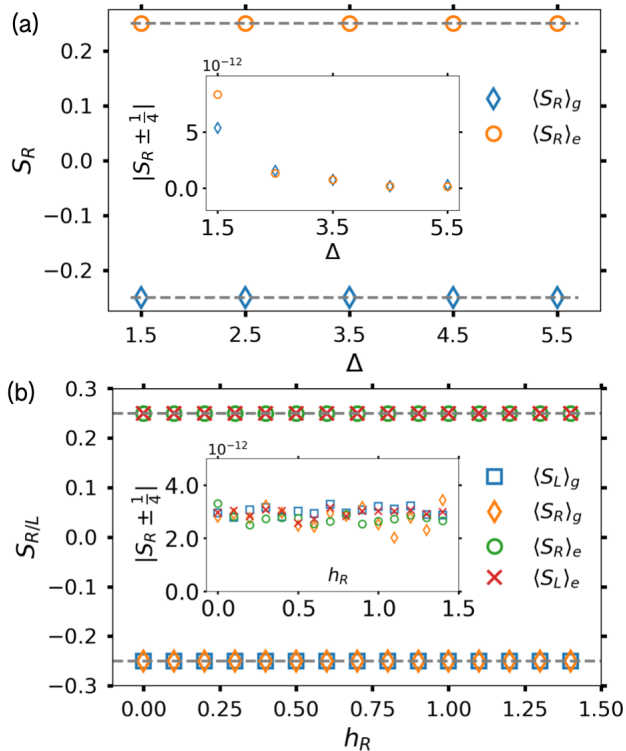 (a)
0.2
0.1
0.0
−0.1
−0.2
S_R
10^{-12}
5
0.0
|S_R ± 1/4|
1.5 3.5 5.5
Δ
⟨S_R⟩_g
⟨S_R⟩_e
1.5 2.5 3.5 4.5 5.5
Δ
(b)
0.3
0.2
0.1
0.0
−0.1
−0.2
−0.3
S_{R/L}
10^{-12}
4.0
2.0
0.0
|S_R ± 1/4|
h_R
0.0 0.5 1.0 1.5
⟨S_L⟩_g
⟨S_R⟩_g
⟨S_R⟩_e
⟨S_L⟩_e
0.00 0.25 0.50 0.75 1.00 1.25 1.50
h_R